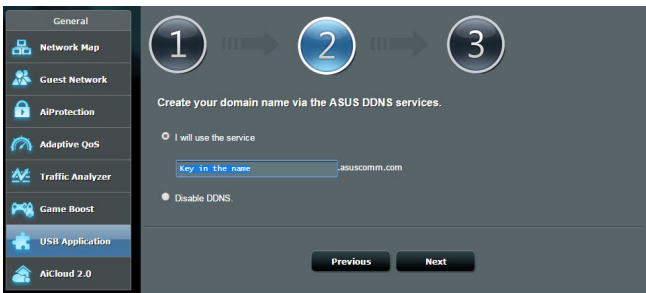 General
Network Map
Guest Network
AiProtection
Adaptive QoS
Traffic Analyzer
Game Boost
USB Application
AiCloud 2.0
1
2
3
Create your domain name via the ASUS DDNS services.
I will use the service
Key in the name .asuscomm.com
Disable DDNS.
Previous Next